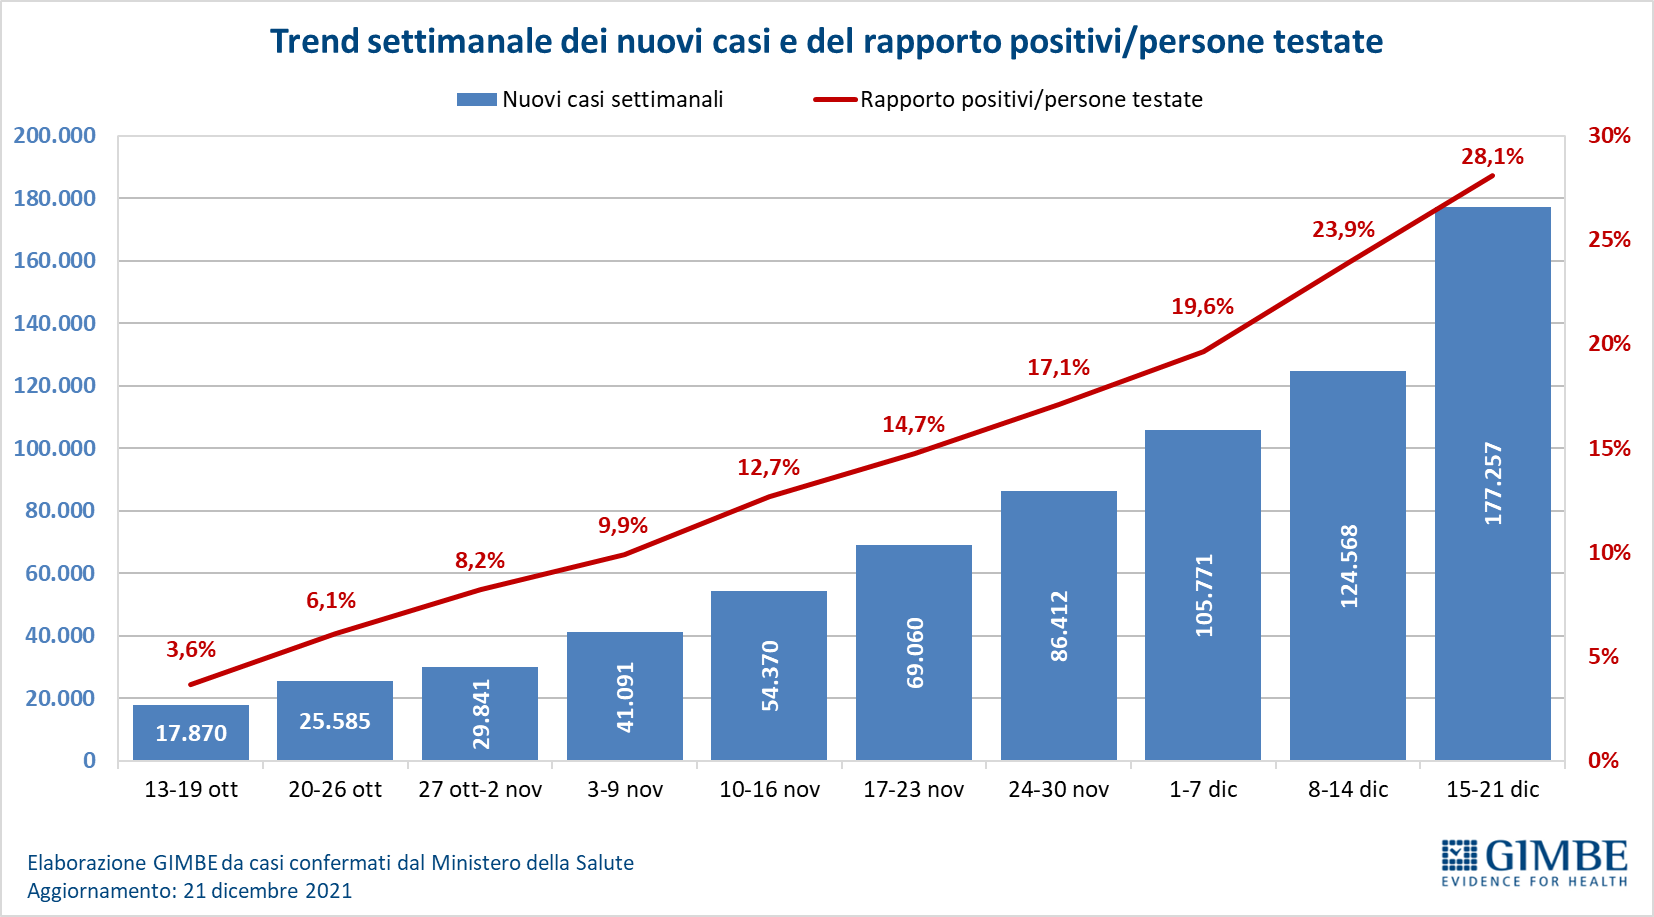 Trend settimanale dei nuovi casi e del rapporto positivi/persone testate
Nuovi casi settimanali
Rapporto positivi/persone testate
200.000
180.000
160.000
140.000
120.000
100.000
80.000
60.000
40.000
20.000
0
30%
25%
20%
15%
10%
5%
0%
3,6%
6,1%
8,2%
9,9%
12,7%
14,7%
17,1%
19,6%
23,9%
28,1%
17.870
25.585
29.841
41.091
54.370
69.060
86.412
105.771
124.568
177.257
13-19 ott
20-26 ott
27 ott-2 nov
3-9 nov
10-16 nov
17-23 nov
24-30 nov
1-7 dic
8-14 dic
15-21 dic
Elaborazione GIMBE da casi confermati dal Ministero della Salute
Aggiornamento: 21 dicembre 2021
GIMBE
EVIDENCE FOR HEALTH